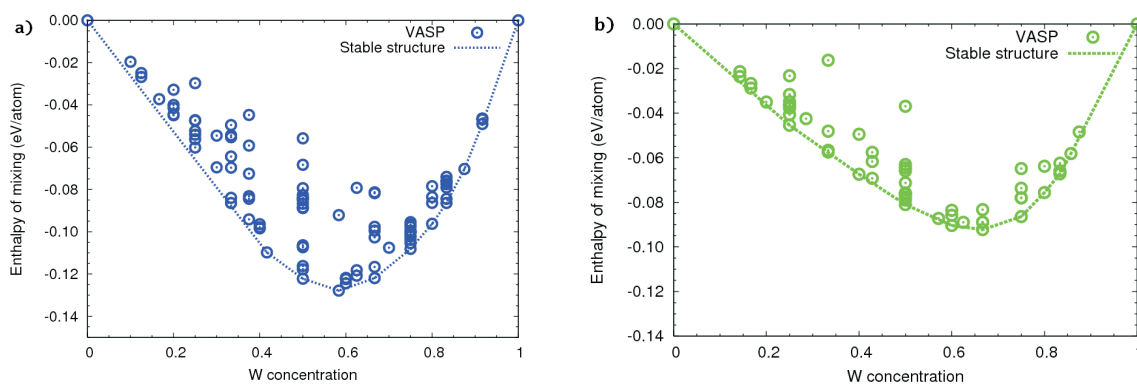 a)
VASP
Stable structure
Enthalpy of mixing (eV/atom)
0.00
-0.02
-0.04
-0.06
-0.08
-0.10
-0.12
-0.14
0 0.2 0.4 0.6 0.8 1
W concentration
b)
VASP
Stable structure
Enthalpy of mixing (eV/atom)
0.00
-0.02
-0.04
-0.06
-0.08
-0.10
-0.12
-0.14
0 0.2 0.4 0.6 0.8
W concentration